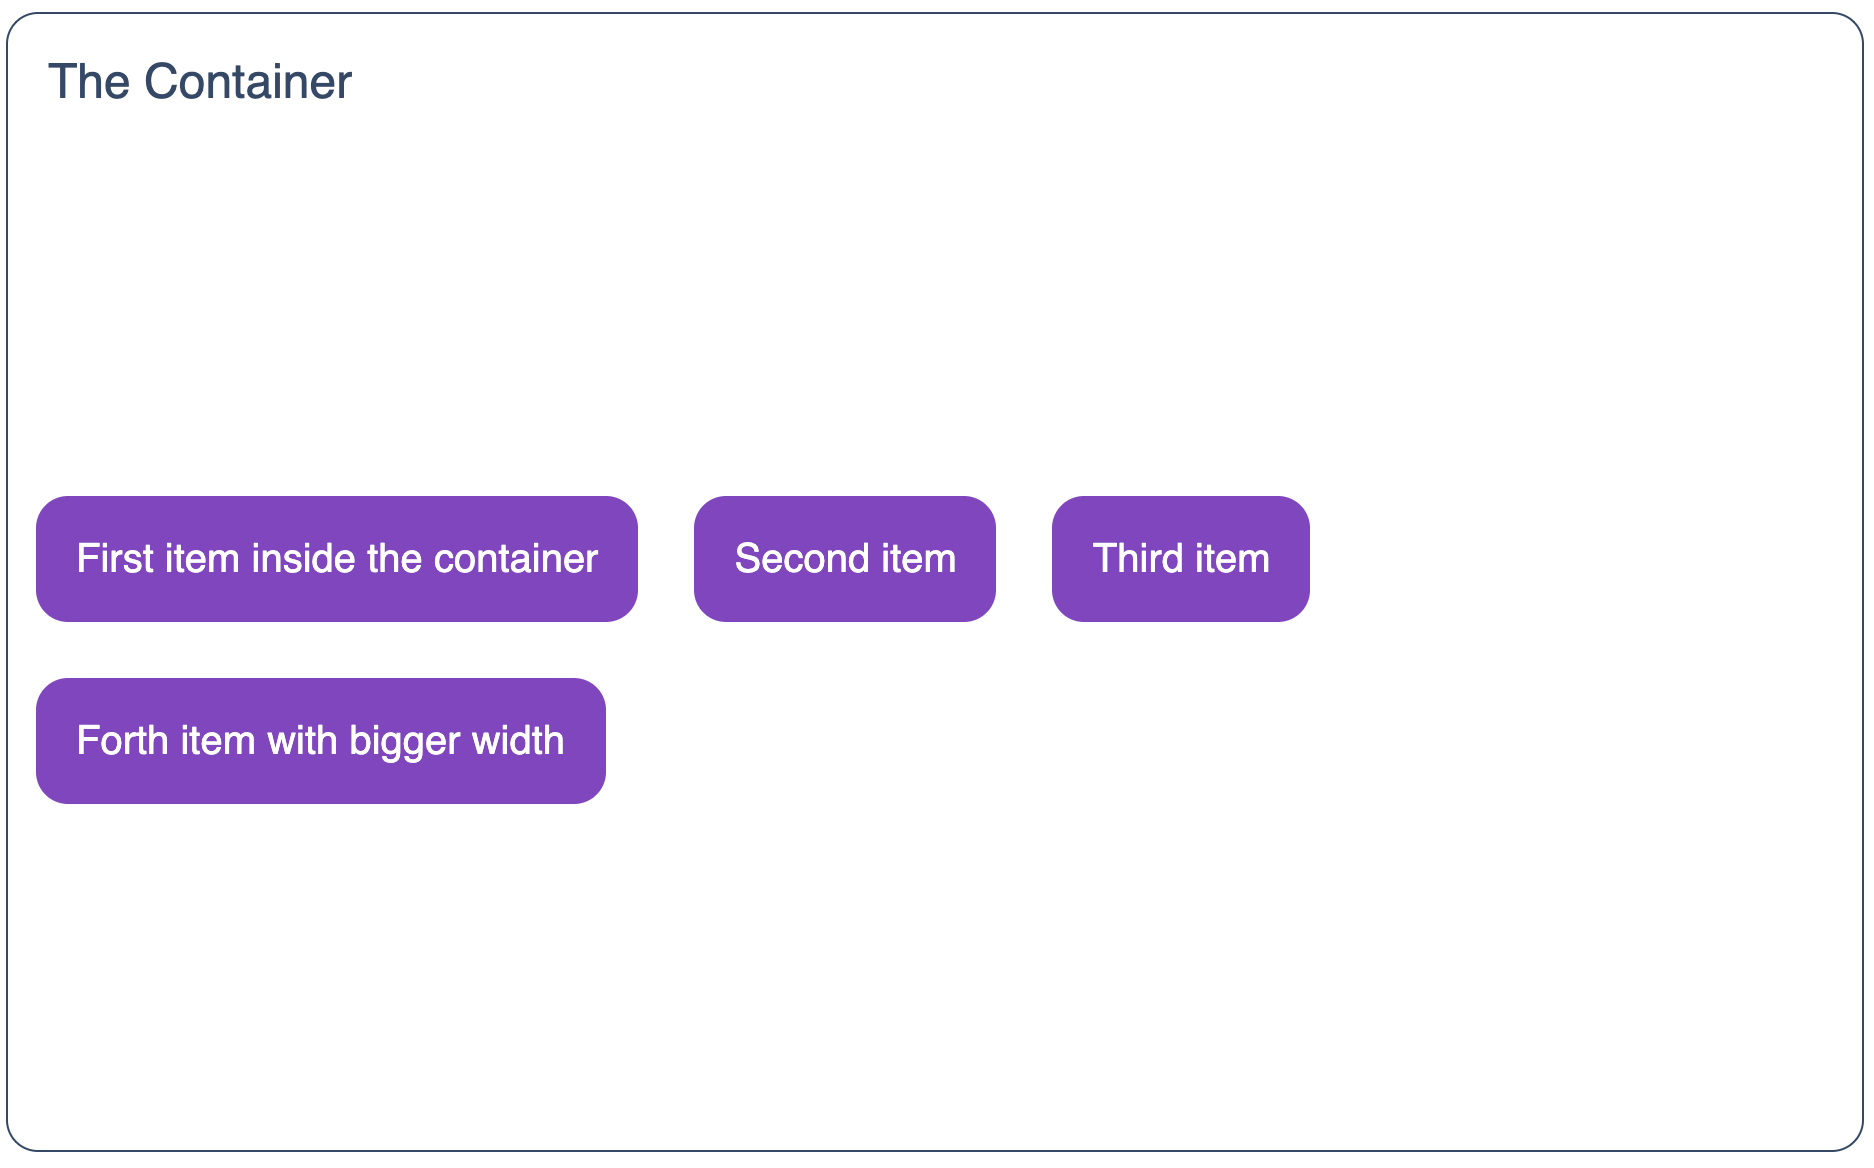 The Container
First item inside the container
Second item
Third item
Forth item with bigger width